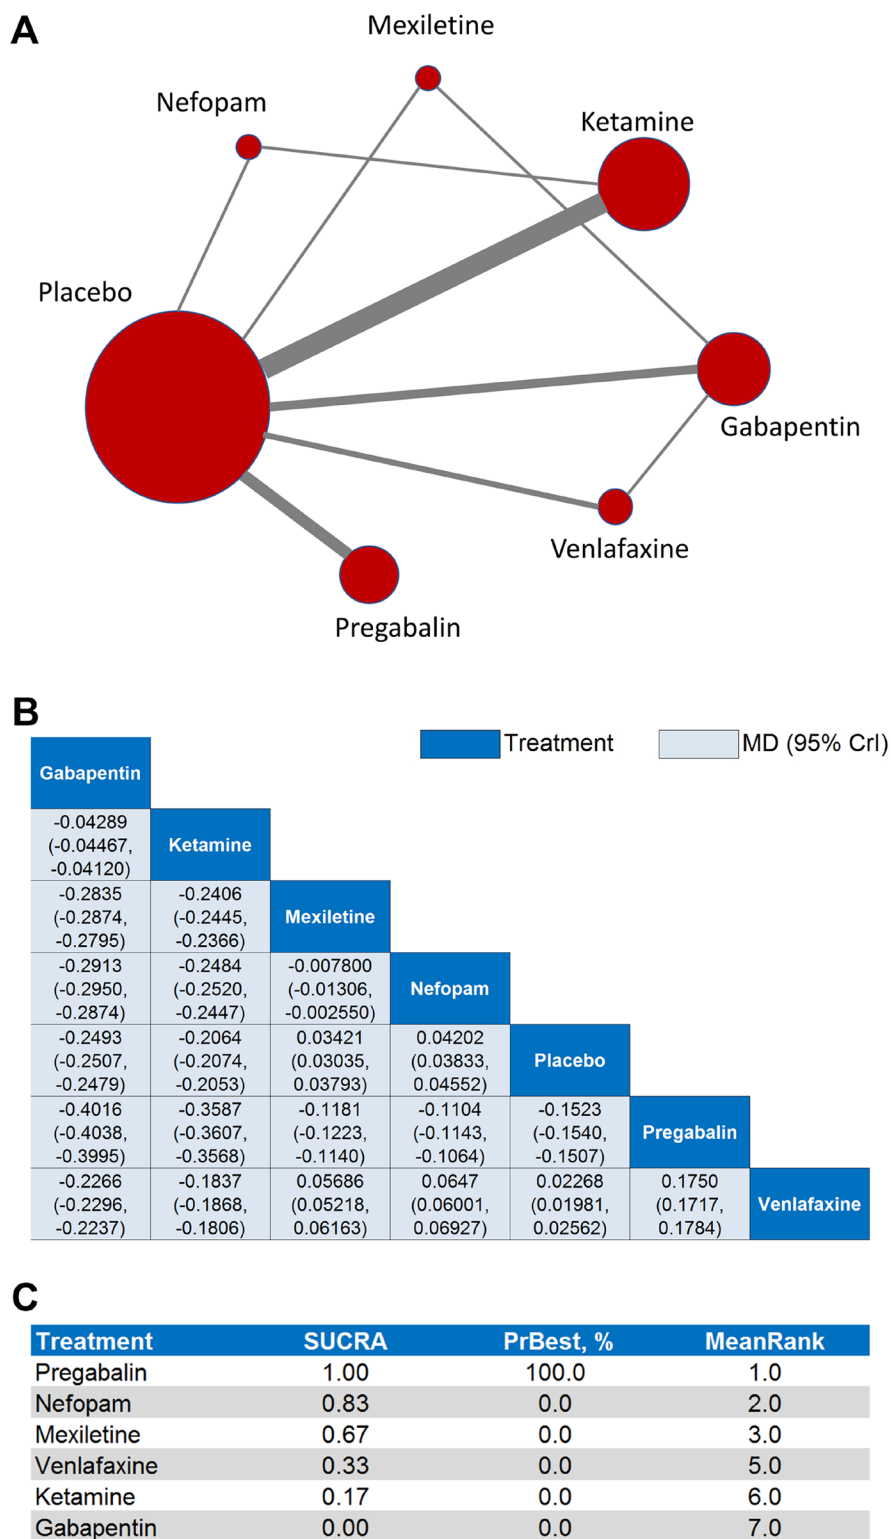 A
Mexiletine
Nefopam
Ketamine
Placebo
Gabapentin
Venlafaxine
Pregabalin
B
Treatment
MD (95% CrI)
Gabapentin
-0.04289
(-0.04467,
-0.04120)
Ketamine
-0.2835
(-0.2874,
-0.2795)
-0.2406
(-0.2445,
-0.2366)
Mexiletine
-0.2913
(-0.2950,
-0.2874)
-0.2484
(-0.2520,
-0.2447)
-0.007800
(-0.01306,
-0.002550)
Nefopam
-0.2493
(-0.2507,
-0.2479)
-0.2064
(-0.2074,
-0.2053)
0.03421
(0.03035,
0.03793)
0.04202
(0.03833,
0.04552)
Placebo
-0.4016
(-0.4038,
-0.3995)
-0.3587
(-0.3607,
-0.3568)
-0.1181
(-0.1223,
-0.1140)
-0.1104
(-0.1143,
-0.1064)
-0.1523
(-0.1540,
-0.1507)
Pregabalin
-0.2266
(-0.2296,
-0.2237)
-0.1837
(-0.1868,
-0.1806)
0.05686
(0.05218,
0.06163)
0.0647
(0.06001,
0.06927)
0.02268
(0.01981,
0.02562)
0.1750
(0.1717,
0.1784)
Venlafaxine
C
Treatment SUCRA PrBest, % MeanRank
Pregabalin 1.00 100.0 1.0
Nefopam 0.83 0.0 2.0
Mexiletine 0.67 0.0 3.0
Venlafaxine 0.33 0.0 5.0
Ketamine 0.17 0.0 6.0
Gabapentin 0.00 0.0 7.0